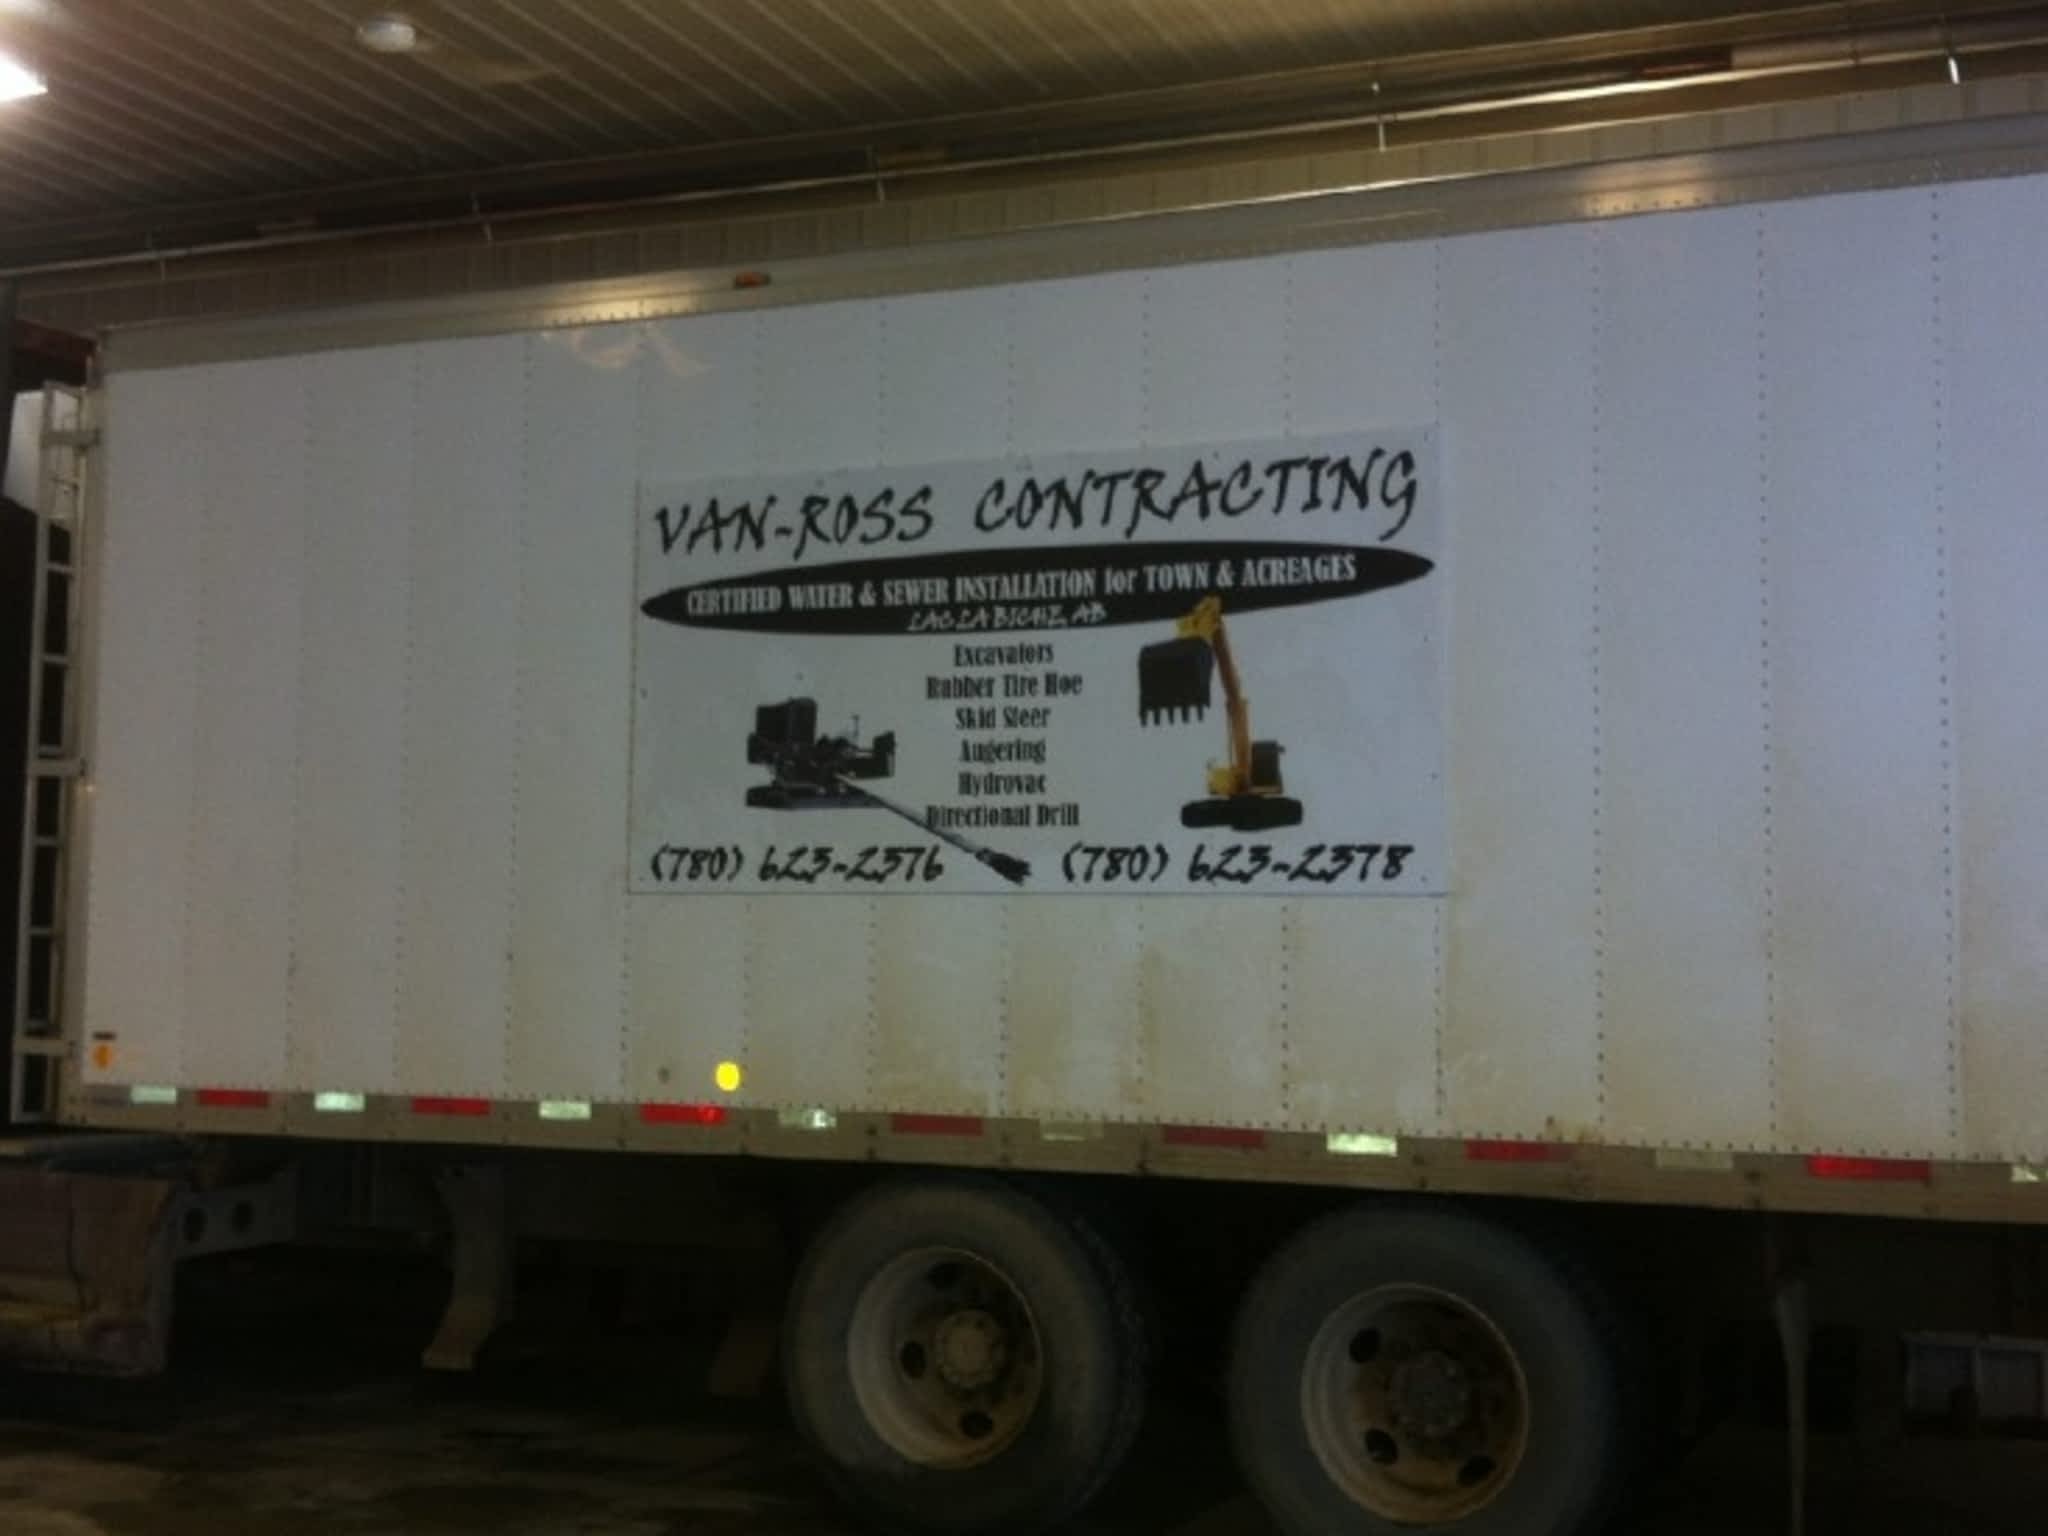 VAN-ROSS CONTRACTING
CERTIFIED WATER & SEWER INSTALLATION for TOWN & ACREAGES
LAC LA BICHE, AB
Excavators
Rubber Tire Hoe
Skid Steer
Augering
Hydrovac
Directional Drill
(780) 623-2376 (780) 623-2378